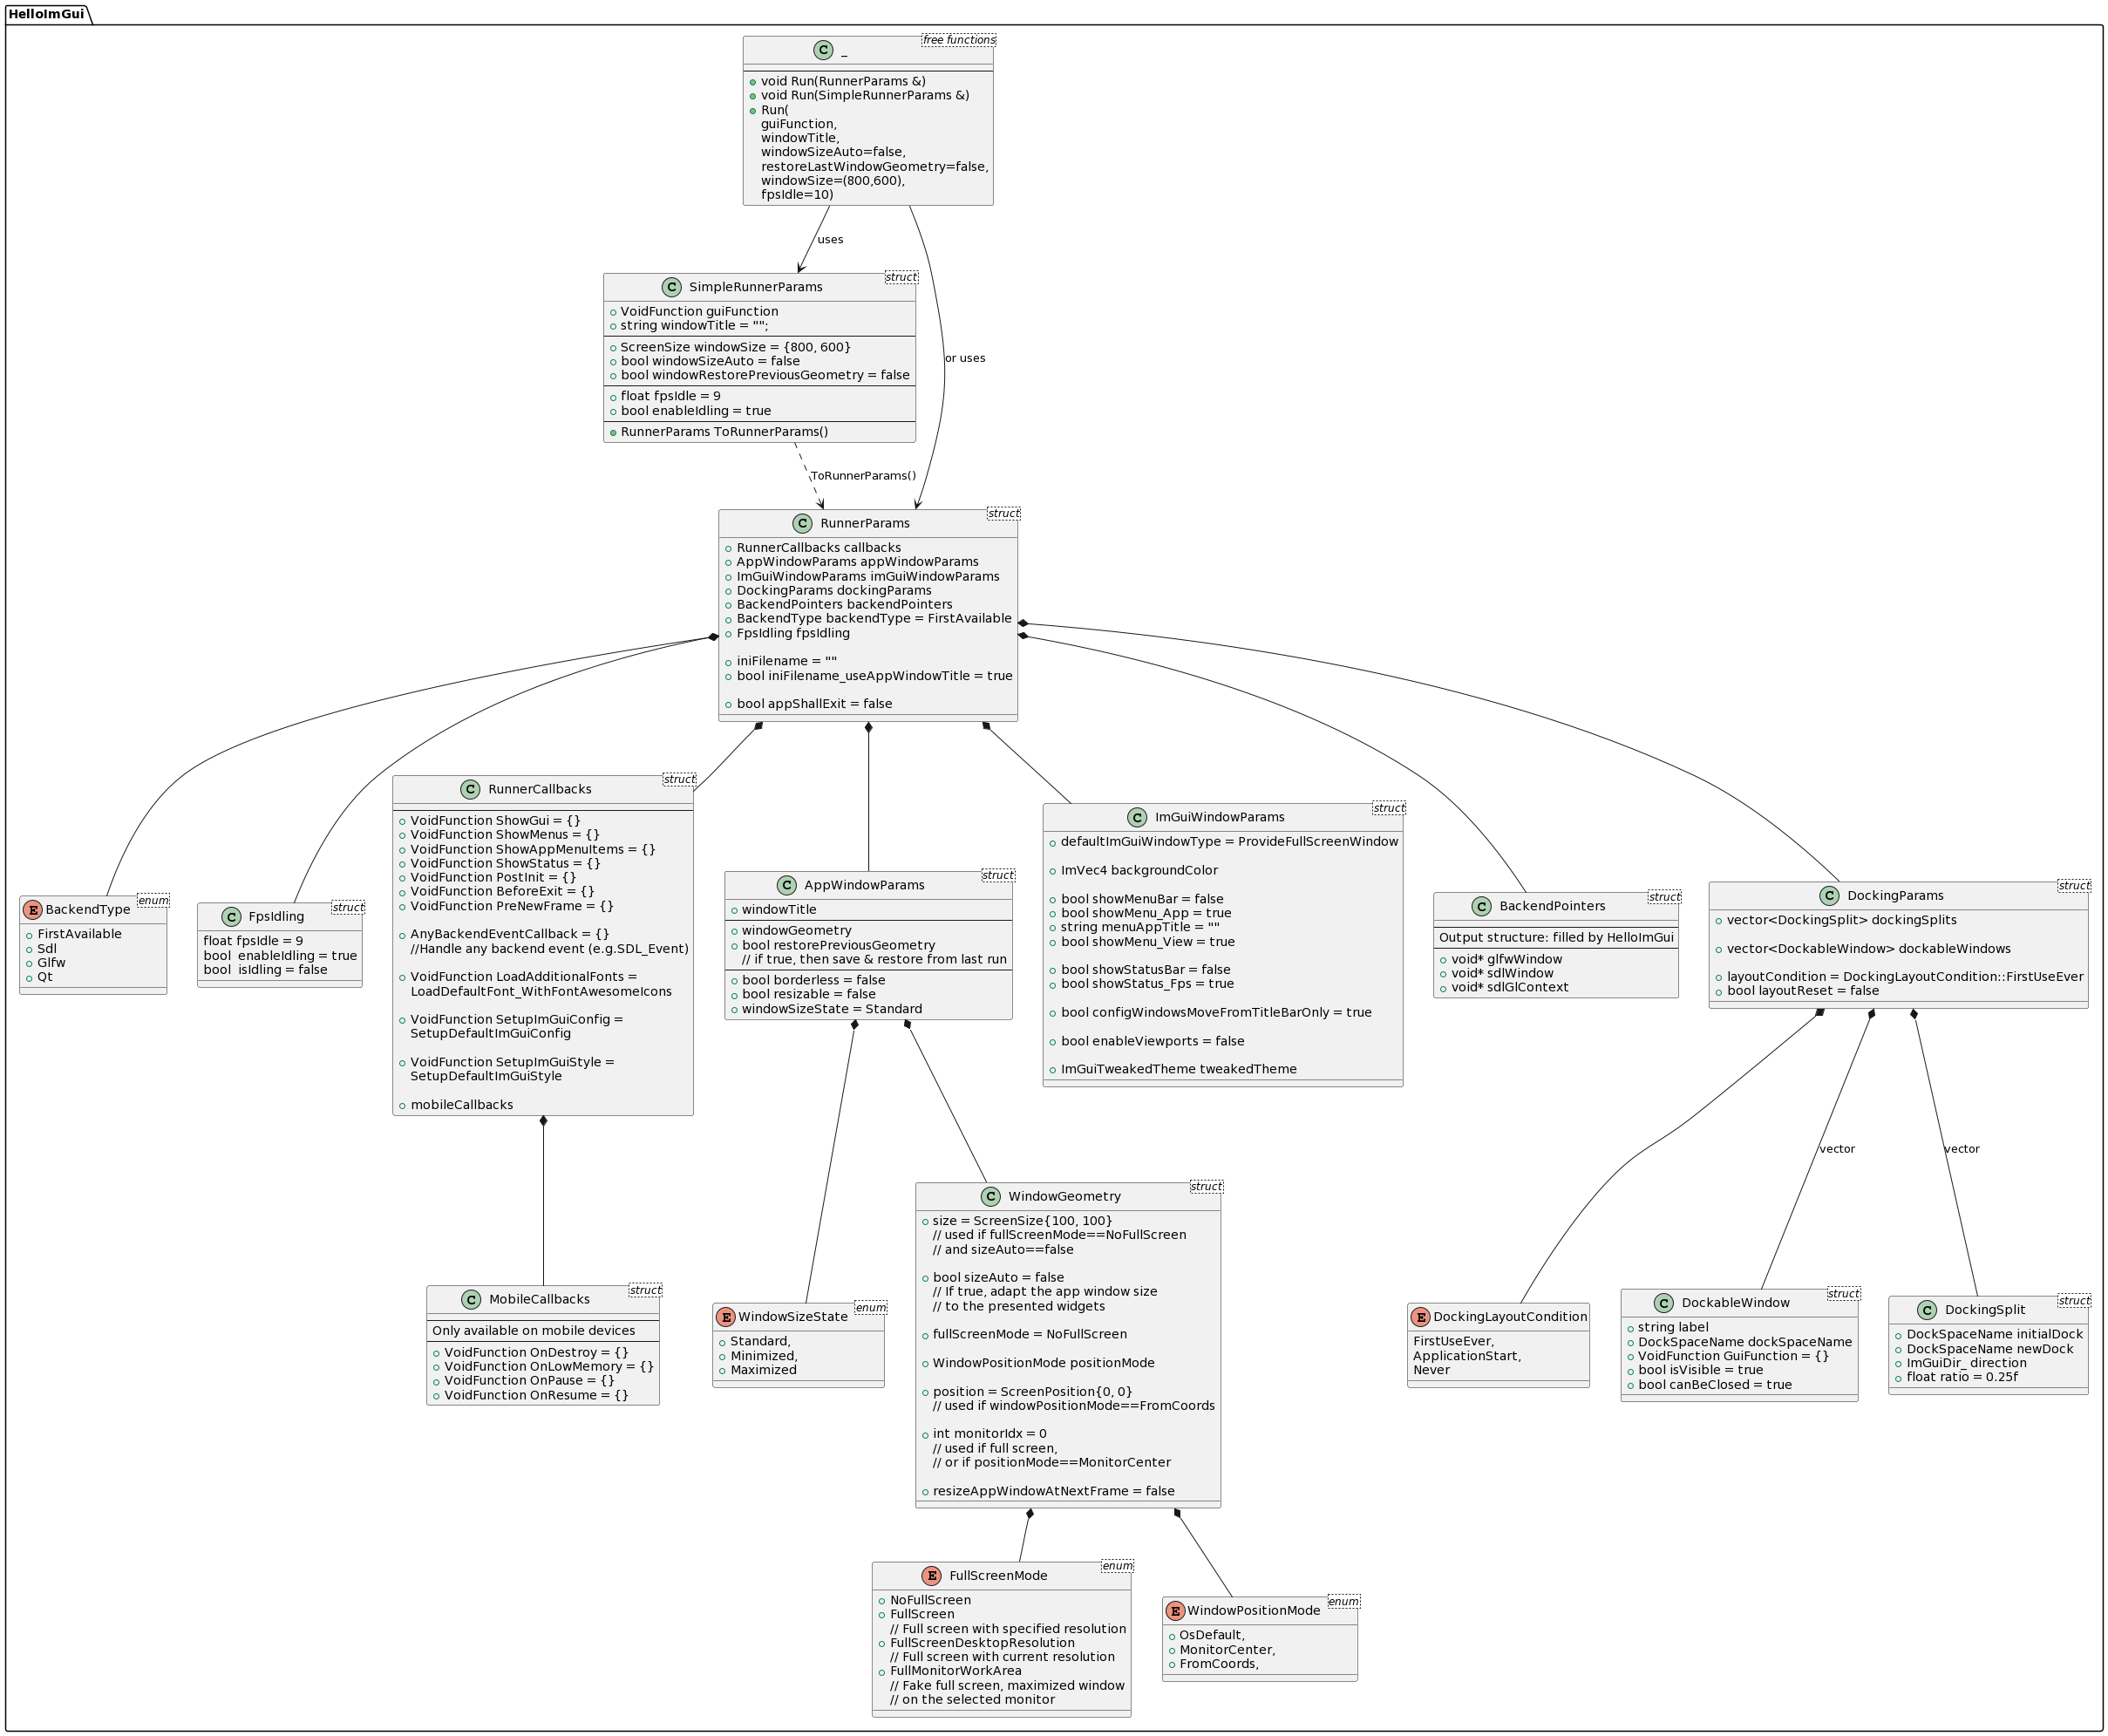 HelloImGui
C _ free functions
void Run(RunnerParams &)
void Run(SimpleRunnerParams &)
Run(
guiFunction,
windowTitle,
windowSizeAuto=false,
restoreLastWindowGeometry=false,
windowSize=(800,600),
fpsIdle=10)
uses
or uses
C SimpleRunnerParams struct
VoidFunction guiFunction
string windowTitle = "";
ScreenSize windowSize = {800, 600}
bool windowSizeAuto = false
bool windowRestorePreviousGeometry = false
float fpsIdle = 9
bool enableIdling = true
RunnerParams ToRunnerParams()
ToRunnerParams()
C RunnerParams struct
RunnerCallbacks callbacks
AppWindowParams appWindowParams
ImGuiWindowParams imGuiWindowParams
DockingParams dockingParams
BackendPointers backendPointers
BackendType backendType = FirstAvailable
FpsIdling fpsIdling
iniFilename = ""
bool iniFilename_useAppWindowTitle = true
bool appShallExit = false
E BackendType enum
FirstAvailable
Sdl
Glfw
Qt
C FpsIdling struct
float fpsIdle = 9
bool  enableIdling = true
bool  isIdling = false
C RunnerCallbacks struct
VoidFunction ShowGui = {}
VoidFunction ShowMenus = {}
VoidFunction ShowAppMenuItems = {}
VoidFunction ShowStatus = {}
VoidFunction PostInit = {}
VoidFunction BeforeExit = {}
VoidFunction PreNewFrame = {}
AnyBackendEventCallback = {}
//Handle any backend event (e.g.SDL_Event)
VoidFunction LoadAdditionalFonts =
LoadDefaultFont_WithFontAwesomeIcons
VoidFunction SetupImGuiConfig =
SetupDefaultImGuiConfig
VoidFunction SetupImGuiStyle =
SetupDefaultImGuiStyle
mobileCallbacks
C AppWindowParams struct
windowTitle
windowGeometry
bool restorePreviousGeometry
// if true, then save & restore from last run
bool borderless = false
bool resizable = false
windowSizeState = Standard
C ImGuiWindowParams struct
defaultImGuiWindowType = ProvideFullScreenWindow
ImVec4 backgroundColor
bool showMenuBar = false
bool showMenu_App = true
string menuAppTitle = ""
bool showMenu_View = true
bool showStatusBar = false
bool showStatus_Fps = true
bool configWindowsMoveFromTitleBarOnly = true
bool enableViewports = false
ImGuiTweakedTheme tweakedTheme
C BackendPointers struct
Output structure: filled by HelloImGui
void* glfwWindow
void* sdlWindow
void* sdlGlContext
C DockingParams struct
vector<DockingSplit> dockingSplits
vector<DockableWindow> dockableWindows
layoutCondition = DockingLayoutCondition::FirstUseEver
bool layoutReset = false
vector
vector
C MobileCallbacks struct
Only available on mobile devices
VoidFunction OnDestroy = {}
VoidFunction OnLowMemory = {}
VoidFunction OnPause = {}
VoidFunction OnResume = {}
E WindowSizeState enum
Standard,
Minimized,
Maximized
C WindowGeometry struct
size = ScreenSize{100, 100}
// used if fullScreenMode==NoFullScreen
// and sizeAuto==false
bool sizeAuto = false
// If true, adapt the app window size
// to the presented widgets
fullScreenMode = NoFullScreen
WindowPositionMode positionMode
position = ScreenPosition{0, 0}
// used if windowPositionMode==FromCoords
int monitorIdx = 0
// used if full screen,
// or if positionMode==MonitorCenter
resizeAppWindowAtNextFrame = false
E DockingLayoutCondition
FirstUseEver,
ApplicationStart,
Never
C DockableWindow struct
string label
DockSpaceName dockSpaceName
VoidFunction GuiFunction = {}
bool isVisible = true
bool canBeClosed = true
C DockingSplit struct
DockSpaceName initialDock
DockSpaceName newDock
ImGuiDir_ direction
float ratio = 0.25f
E FullScreenMode enum
NoFullScreen
FullScreen
// Full screen with specified resolution
FullScreenDesktopResolution
// Full screen with current resolution
FullMonitorWorkArea
// Fake full screen, maximized window
// on the selected monitor
E WindowPositionMode enum
OsDefault,
MonitorCenter,
FromCoords,